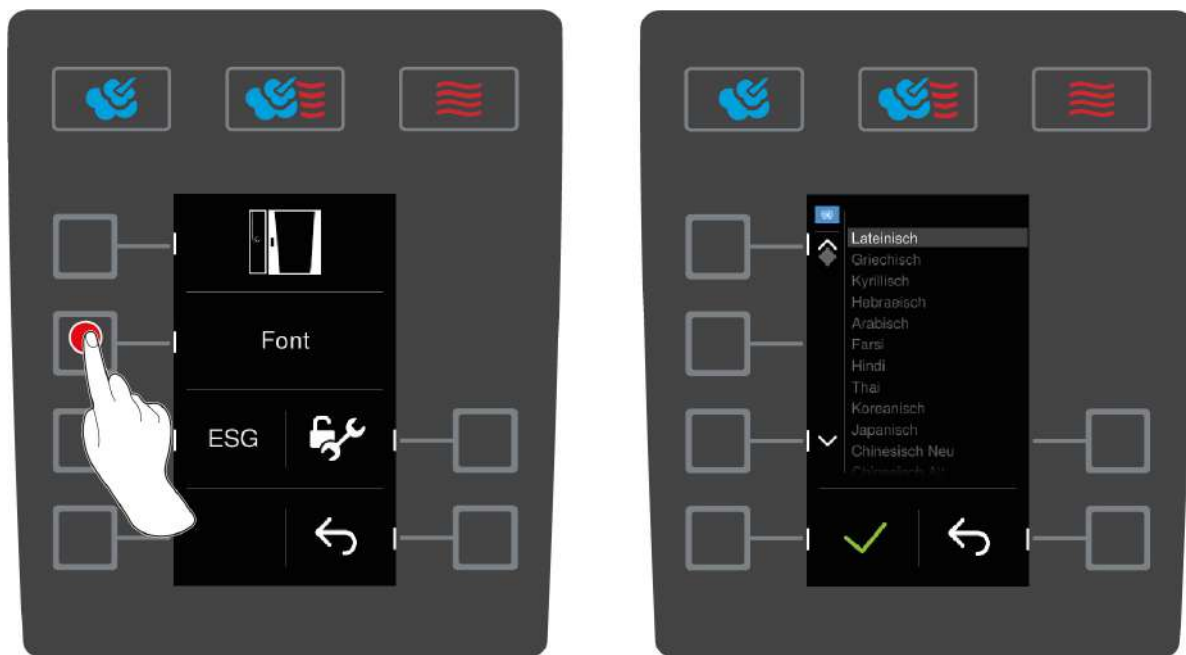 Font
ESG
Lateinisch
Griechisch
Kyrillisch
Hebraeisch
Arabisch
Farsi
Hindi
Thai
Koreanisch
Japanisch
Chinesisch Neu